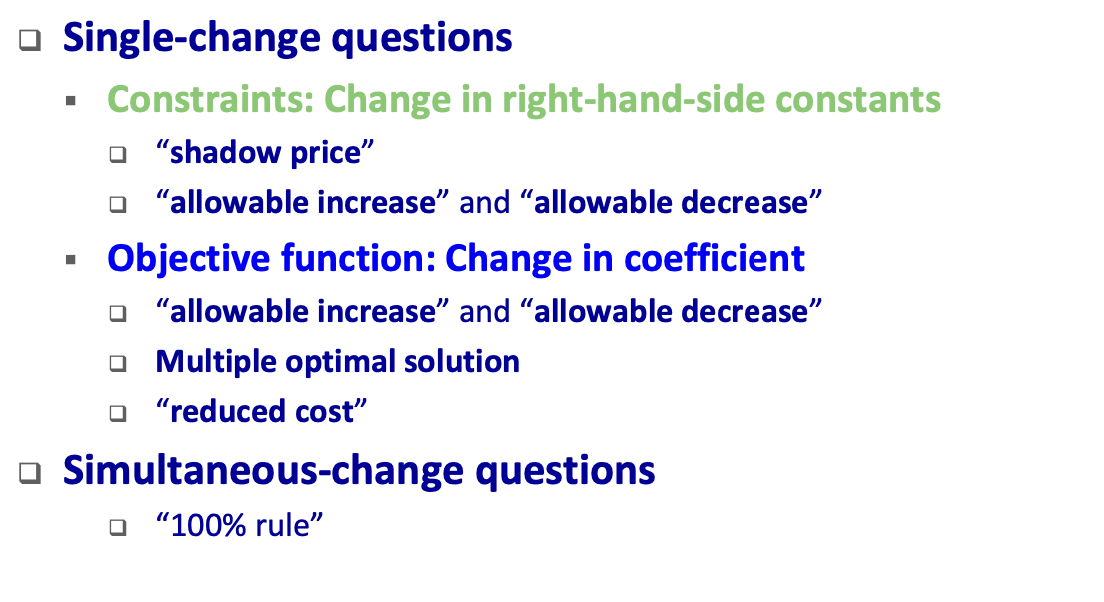 Single-change questions
Constraints: Change in right-hand-side constants
“shadow price”
“allowable increase” and “allowable decrease”
Objective function: Change in coefficient
“allowable increase” and “allowable decrease”
Multiple optimal solution
“reduced cost”
Simultaneous-change questions
“100% rule”